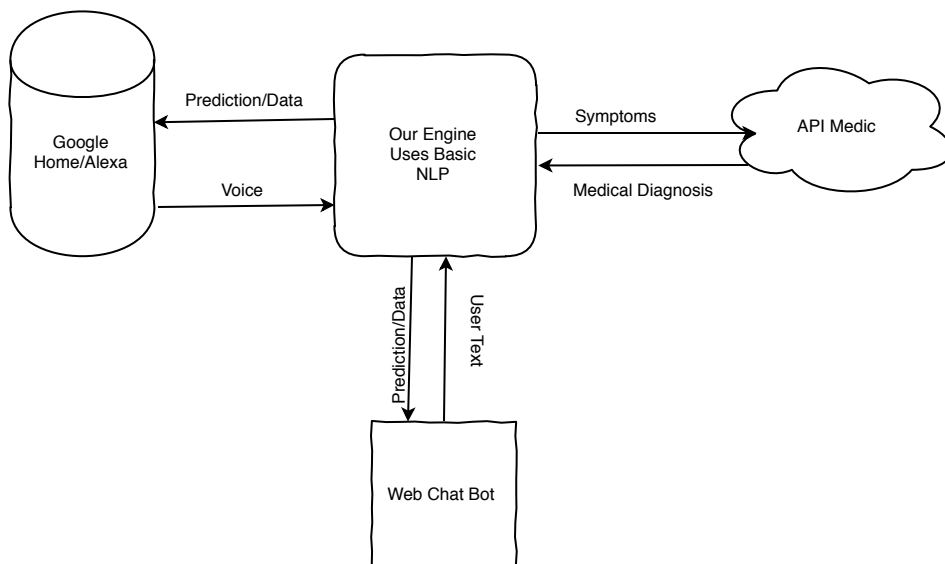 Prediction/Data
Google
Home/Alexa
Voice
Our Engine
Uses Basic
NLP
Symptoms
API Medic
Medical Diagnosis
Prediction/Data
User Text
Web Chat Bot